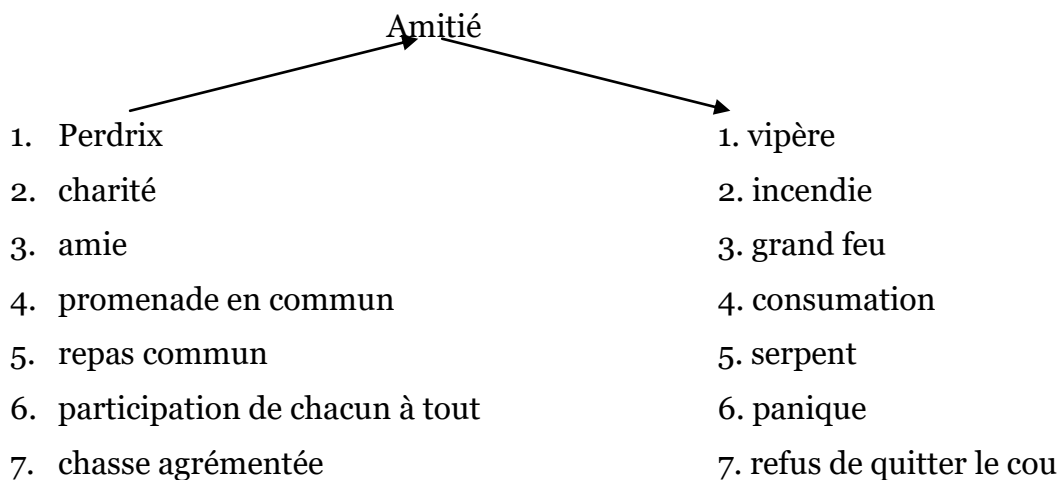 Amitié
1. Perdrix
2. charité
3. amie
4. promenade en commun
5. repas commun
6. participation de chacun à tout
7. chasse agrémentée
1. vipère
2. incendie
3. grand feu
4. consumation
5. serpent
6. panique
7. refus de quitter le cou